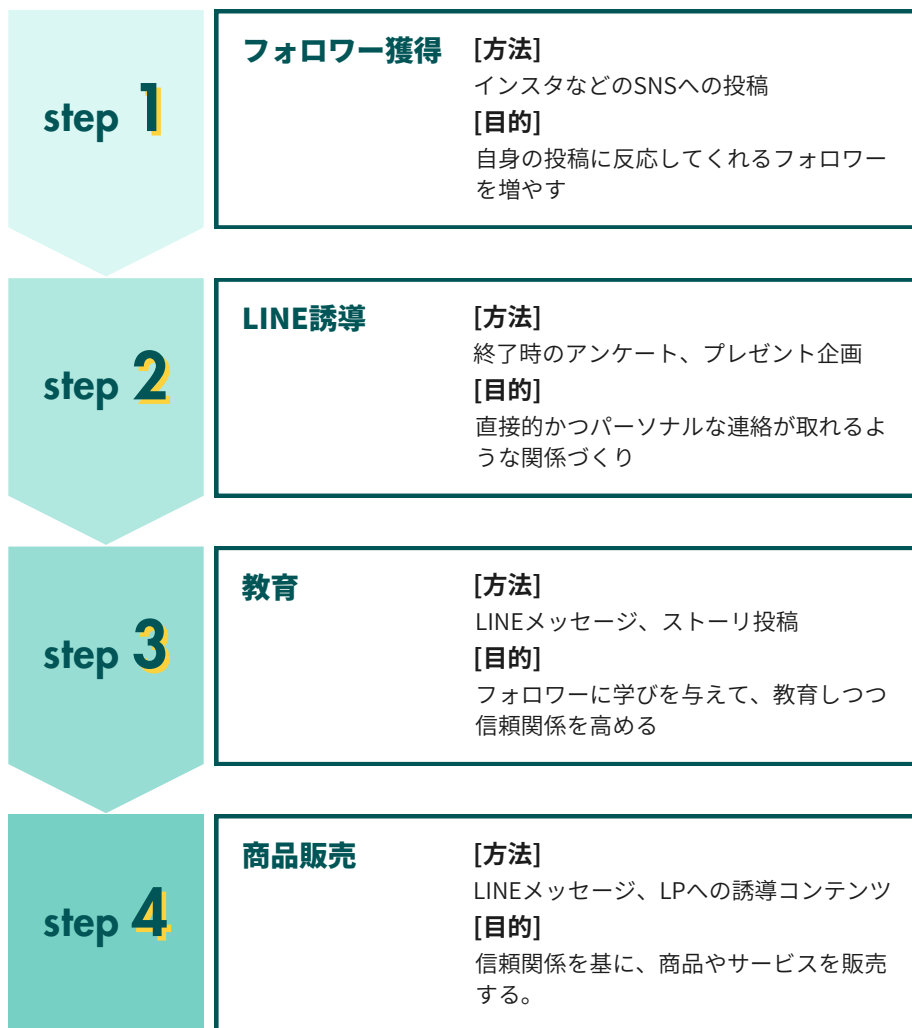 step 1
フォロワー獲得
[方法]
インスタなどのSNSへの投稿
[目的]
自身の投稿に反応してくれるフォロワー
を増やす
step 2
LINE誘導
[方法]
終了時のアンケート、プレゼント企画
[目的]
直接的かつパーソナルな連絡が取れるよ
うな関係づくり
step 3
教育
[方法]
LINEメッセージ、ストーリ投稿
[目的]
フォロワーに学びを与えて、教育しつつ
信頼関係を高める
step 4
商品販売
[方法]
LINEメッセージ、LPへの誘導コンテンツ
[目的]
信頼関係を基に、商品やサービスを販売
する。